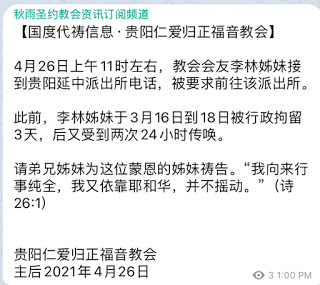 秋雨圣约教会资讯订阅频道
【国度代祷信息 · 贵阳仁爱归正福音教会】
4月26日上午11时左右，教会会友李林姊妹接
到贵阳延中派出所电话，被要求前往该派出所。
此前，李林姊妹于3月16日到18日被行政拘留
3天，后又受到两次24小时传唤。
请弟兄姊妹为这位蒙恩的姊妹祷告。“我向来行
事纯全，我又依靠耶和华，并不摇动。”（诗
26:1）
贵阳仁爱归正福音教会
主后2021年4月26日
3 1:00 PM